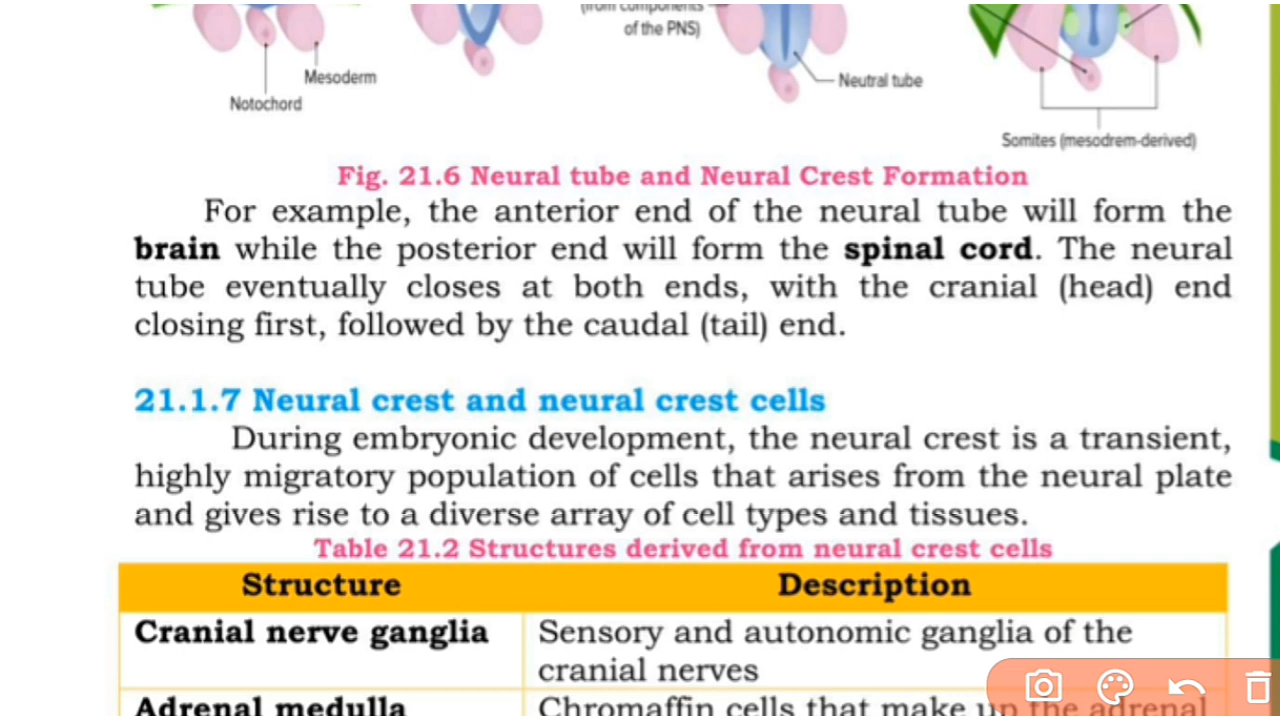 (from components
of the PNS)
Mesoderm
Neutral tube
Notochord
Somites (mesodrem-derived)
Fig. 21.6 Neural tube and Neural Crest Formation
For example, the anterior end of the neural tube will form the
brain while the posterior end will form the spinal cord. The neural
tube eventually closes at both ends, with the cranial (head) end
closing first, followed by the caudal (tail) end.
21.1.7 Neural crest and neural crest cells
During embryonic development, the neural crest is a transient,
highly migratory population of cells that arises from the neural plate
and gives rise to a diverse array of cell types and tissues.
Table 21.2 Structures derived from neural crest cells
Structure Description
Cranial nerve ganglia Sensory and autonomic ganglia of the
cranial nerves
Adrenal medulla Chromaffin cells that make up the adrenal